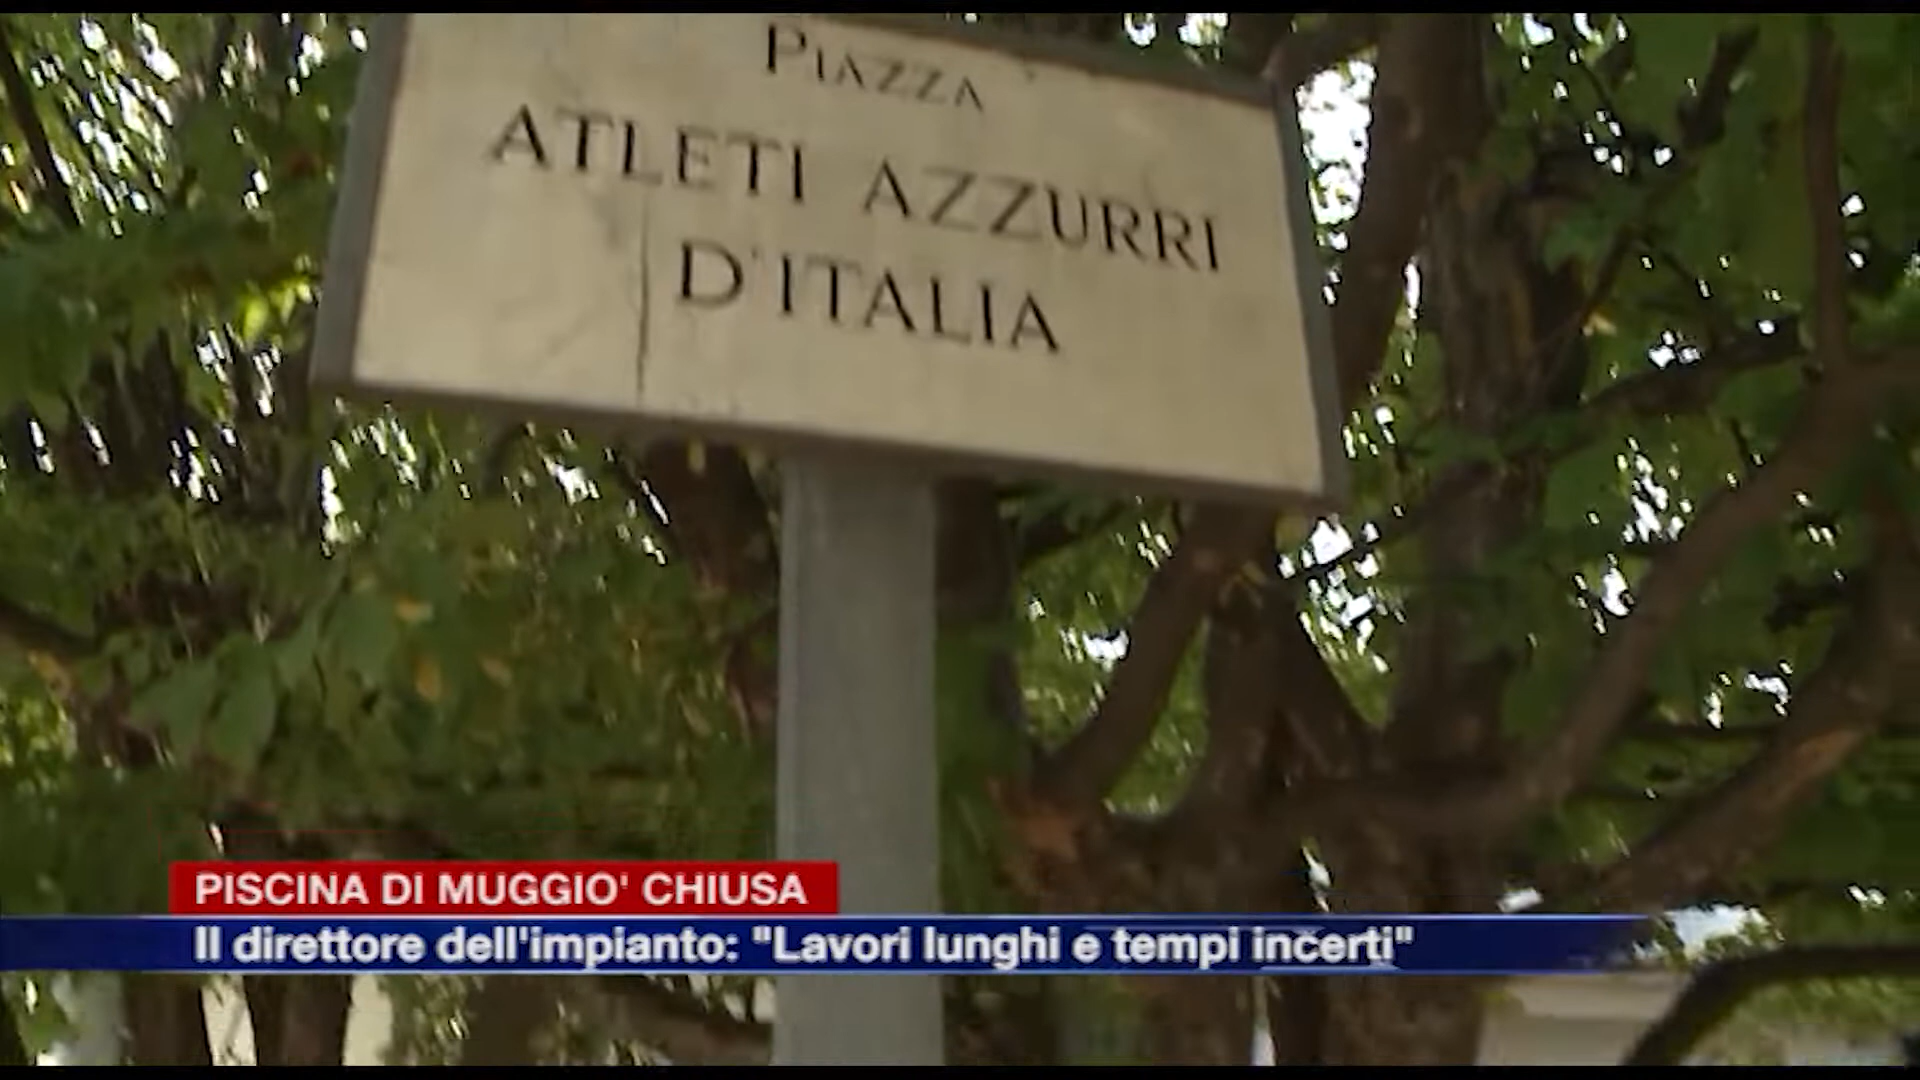 PIAZZA
ATLETI AZZURRI
D'ITALIA
PISCINA DI MUGGIO' CHIUSA
Il direttore dell'impianto: "Lavori lunghi e tempi incerti"